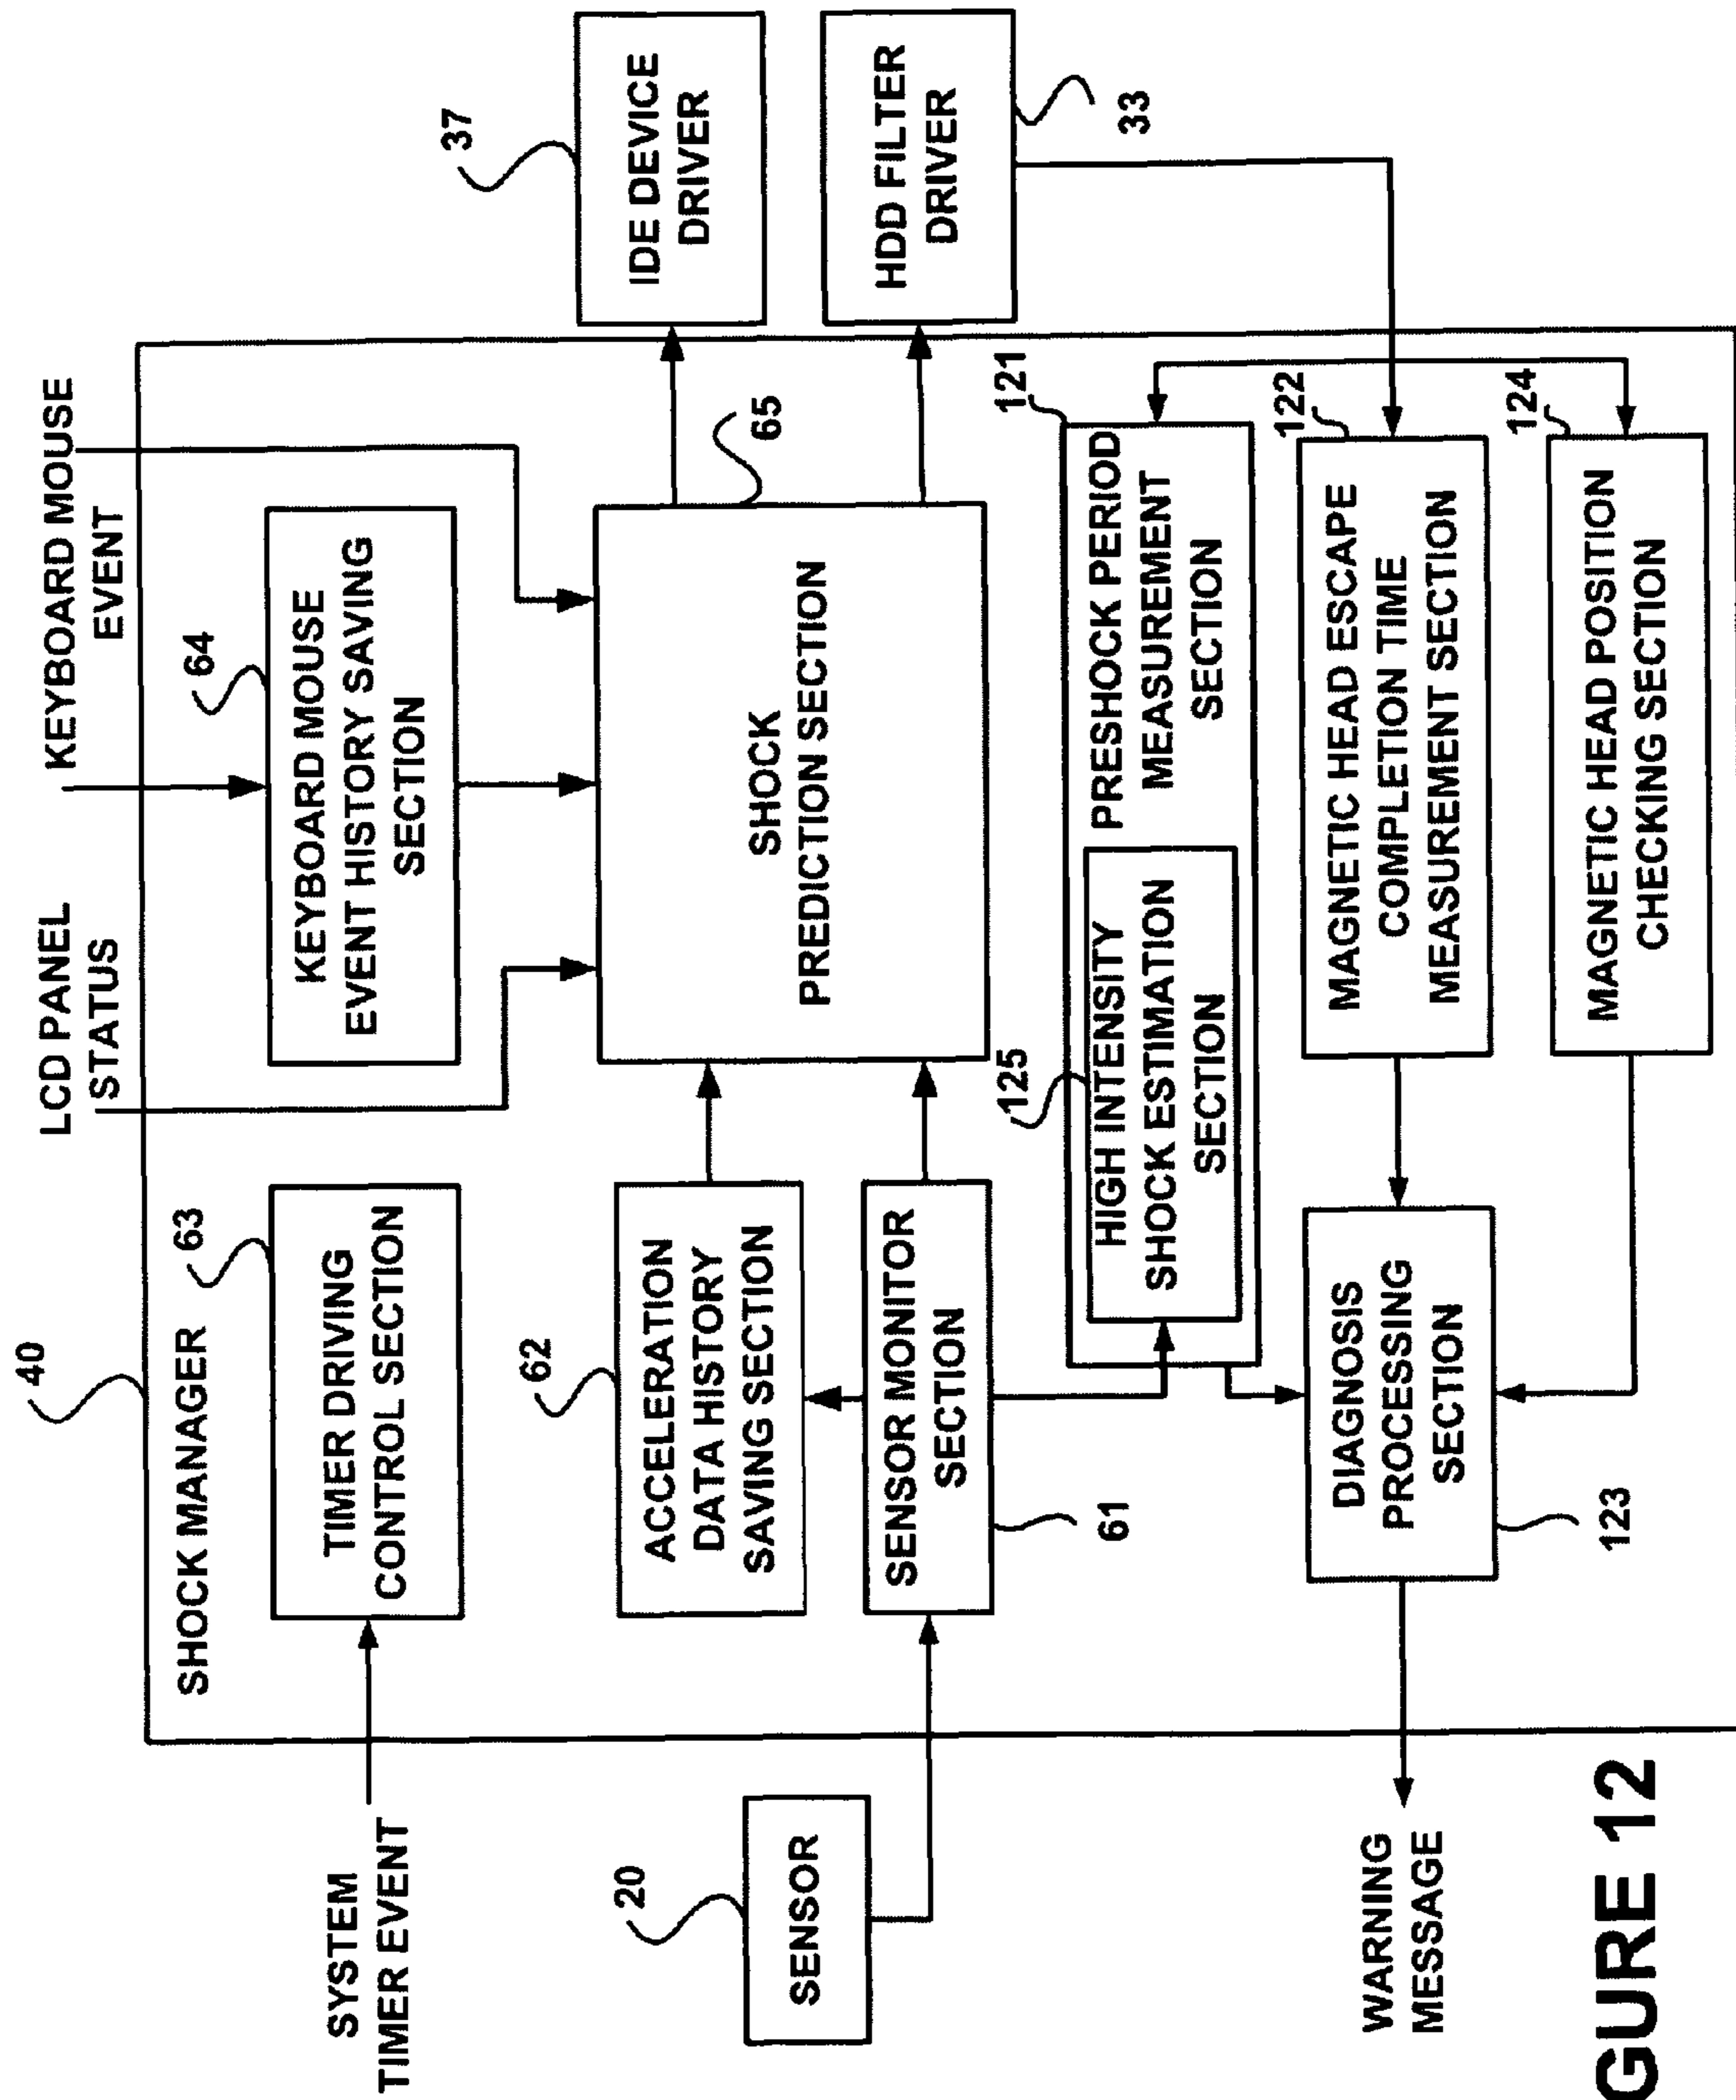 LCD PANEL
STATUS
KEYBOARD MOUSE
EVENT
40
SHOCK MANAGER
63
TIMER DRIVING
CONTROL SECTION
64
KEYBOARD MOUSE
EVENT HISTORY SAVING
SECTION
SYSTEM
TIMER EVENT
62
ACCELERATION
DATA HISTORY
SAVING SECTION
SHOCK
PREDICTION SECTION
65
37
IDE DEVICE
DRIVER
20
SENSOR
SENSOR MONITOR
SECTION
61
HDD FILTER
DRIVER
33
125
HIGH INTENSITY
SHOCK ESTIMATION
SECTION
121
PRESHOCK PERIOD
MEASUREMENT
SECTION
WARNING
MESSAGE
DIAGNOSIS
PROCESSING
SECTION
123
122
MAGNETIC HEAD ESCAPE
COMPLETION TIME
MEASUREMENT SECTION
124
MAGNETIC HEAD POSITION
CHECKING SECTION
GURE 12